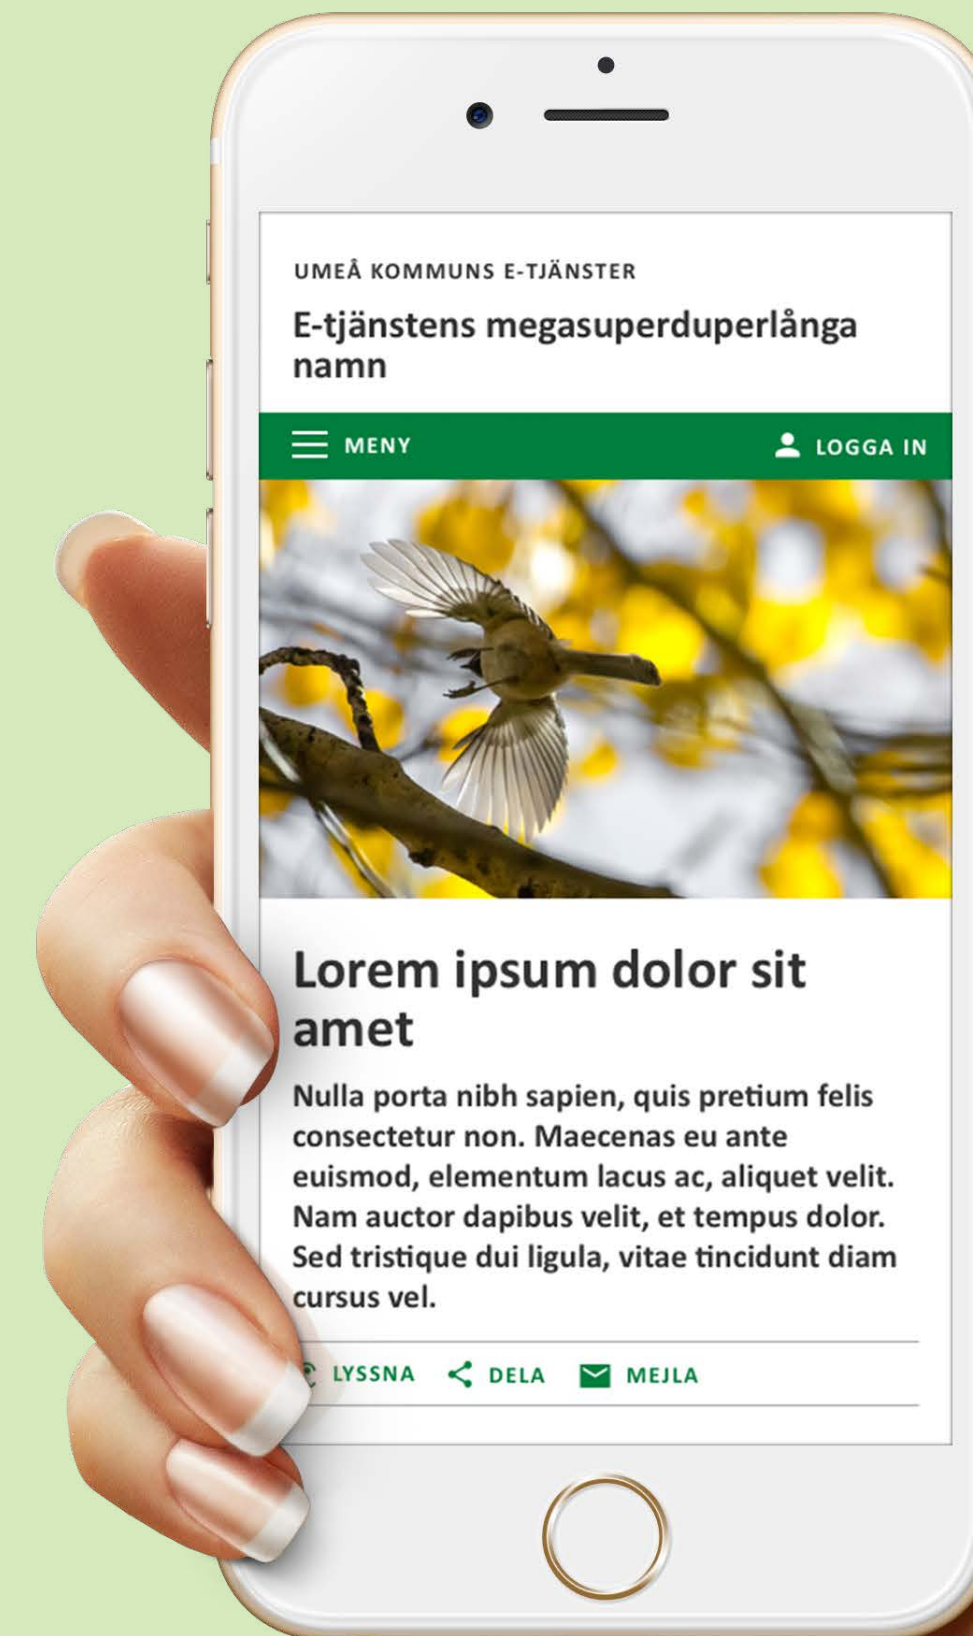 UMEÅ KOMMUNS E-TJÄNSTER
E-tjänstens megasuperduperlånga
namn
MENY
LOGGA IN
Lorem ipsum dolor sit
amet
Nulla porta nibh sapien, quis pretium felis
consectetur non. Maecenas eu ante
euismod, elementum lacus ac, aliquet velit.
Nam auctor dapibus velit, et tempus dolor.
Sed tristique dui ligula, vitae tincidunt diam
cursus vel.
LYSSNA DELA MEJLA